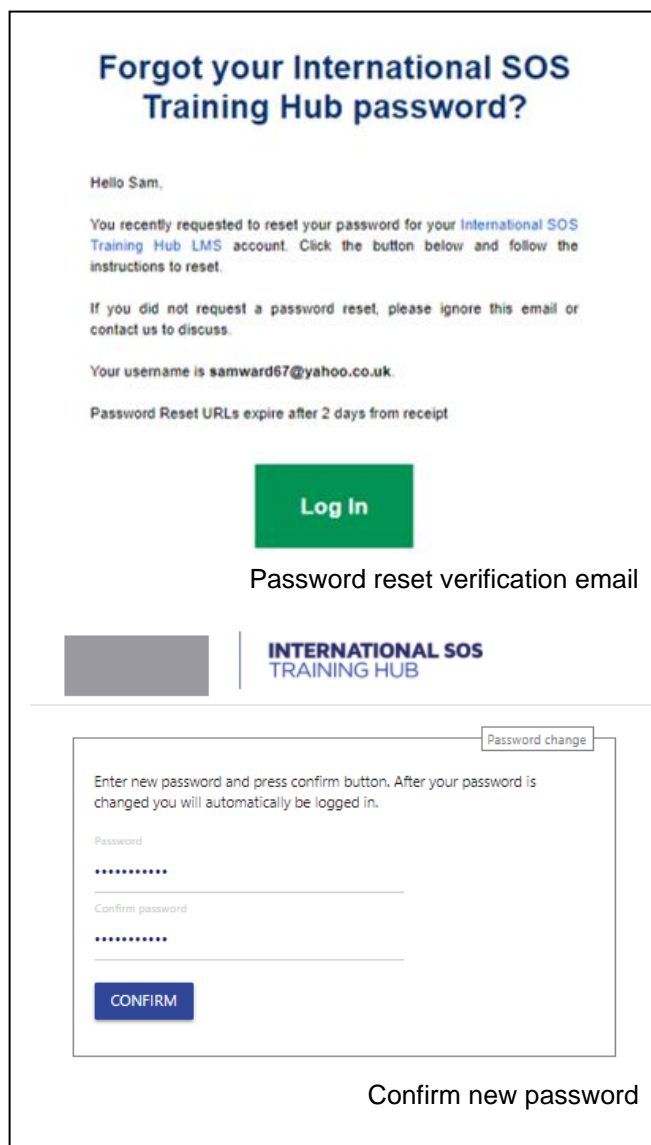 Forgot your International SOS
Training Hub password?
Hello Sam,
You recently requested to reset your password for your International SOS
Training Hub LMS account. Click the button below and follow the
instructions to reset.
If you did not request a password reset, please ignore this email or
contact us to discuss.
Your username is samward67@yahoo.co.uk.
Password Reset URLs expire after 2 days from receipt
Log In
Password reset verification email
INTERNATIONAL SOS
TRAINING HUB
Password change
Enter new password and press confirm button. After your password is
changed you will automatically be logged in.
Password
•••••••••••
Confirm password
•••••••••••
CONFIRM
Confirm new password